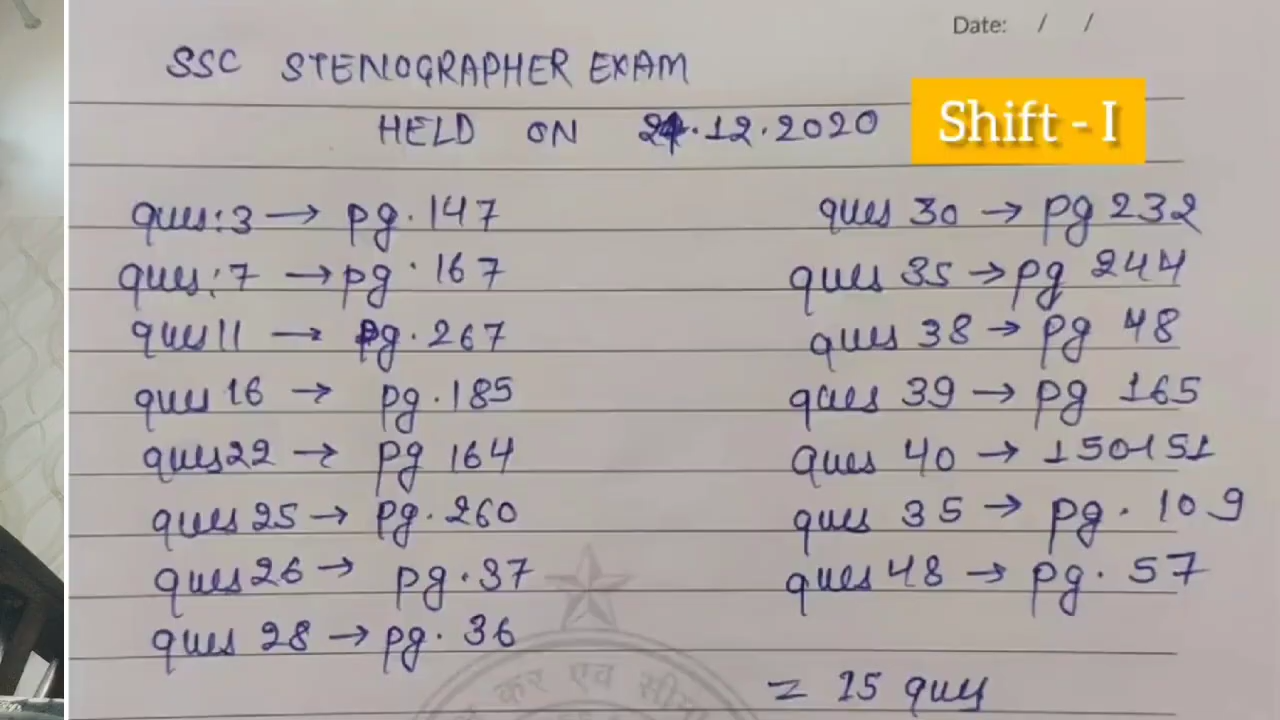 Date: / /
SSC STENOGRAPHER EXAM
HELD ON 24.12.2020
Shift - I
ques:3 → pg.147
ques:7 → pg.167
ques 11 → pg.267
ques 16 → pg.185
ques 22 → pg 164
ques 25 → pg.260
ques 26 → pg.37
ques 28 → pg.36
ques 30 → pg 232
ques 35 → pg 244
ques 38 → pg 48
ques 39 → pg 165
ques 40 → 150151
ques 35 → pg. 109
ques 48 → pg. 57
= 15 ques
कर एवं सीमा